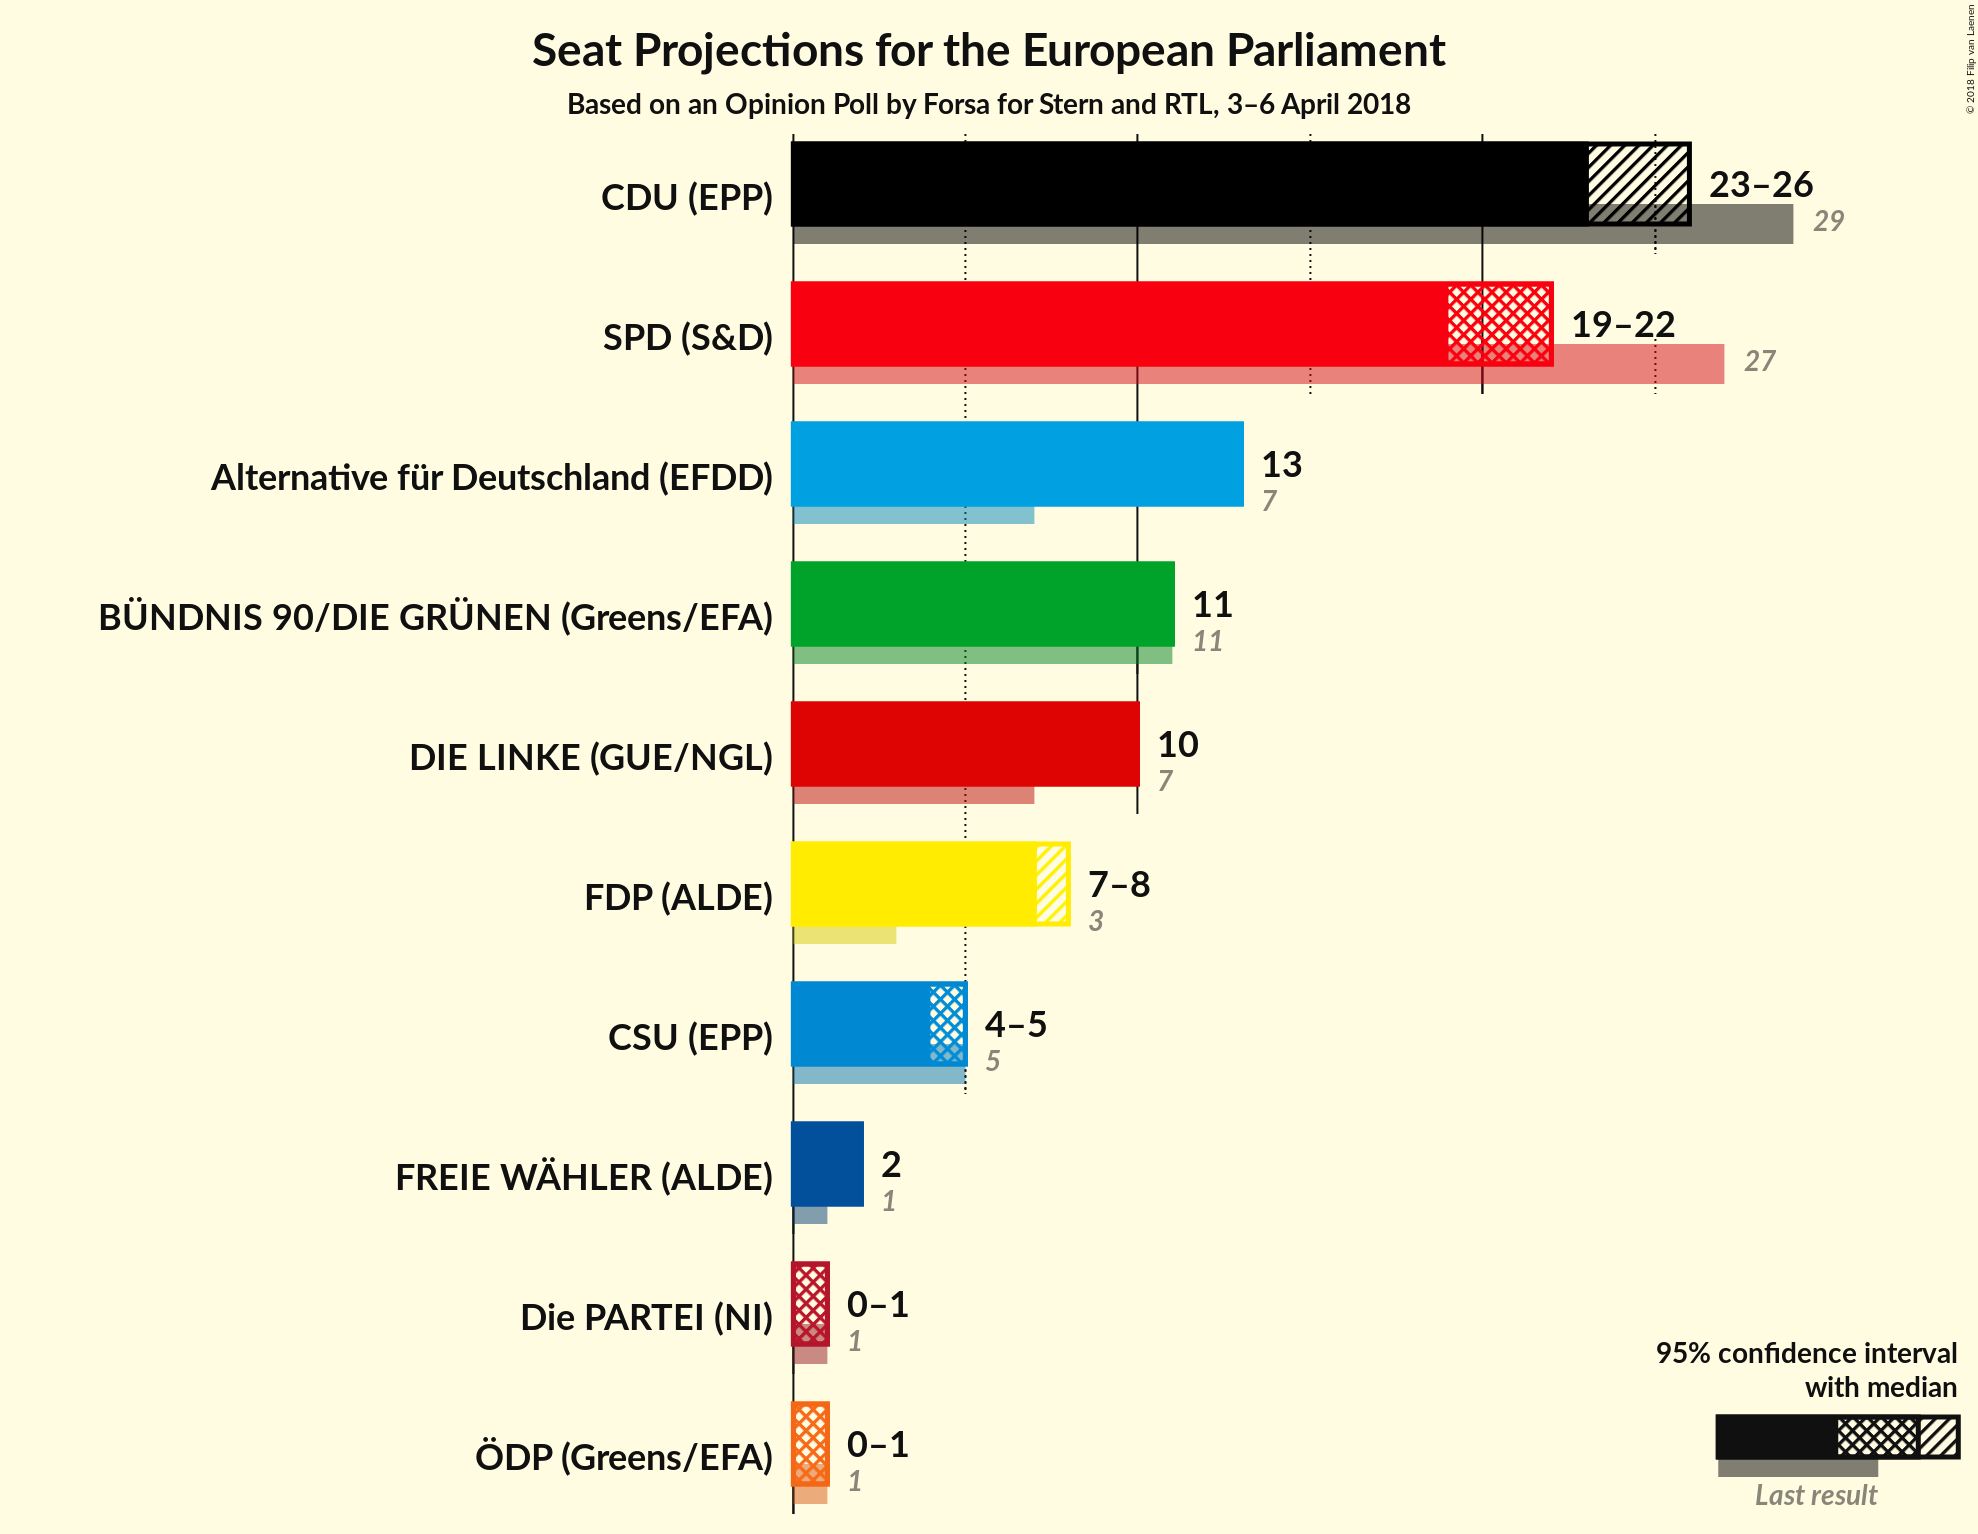 Seat Projections for the European Parliament
Based on an Opinion Poll by Forsa for Stern and RTL, 3–6 April 2018
© 2018 Filip van Laenen
CDU (EPP)
23–26
29
SPD (S&D)
19–22
27
Alternative für Deutschland (EFDD)
13
7
BÜNDNIS 90/DIE GRÜNEN (Greens/EFA)
11
11
DIE LINKE (GUE/NGL)
10
7
FDP (ALDE)
7–8
3
CSU (EPP)
4–5
5
FREIE WÄHLER (ALDE)
2
1
Die PARTEI (NI)
0–1
1
ÖDP (Greens/EFA)
0–1
1
95% confidence interval
with median
Last result